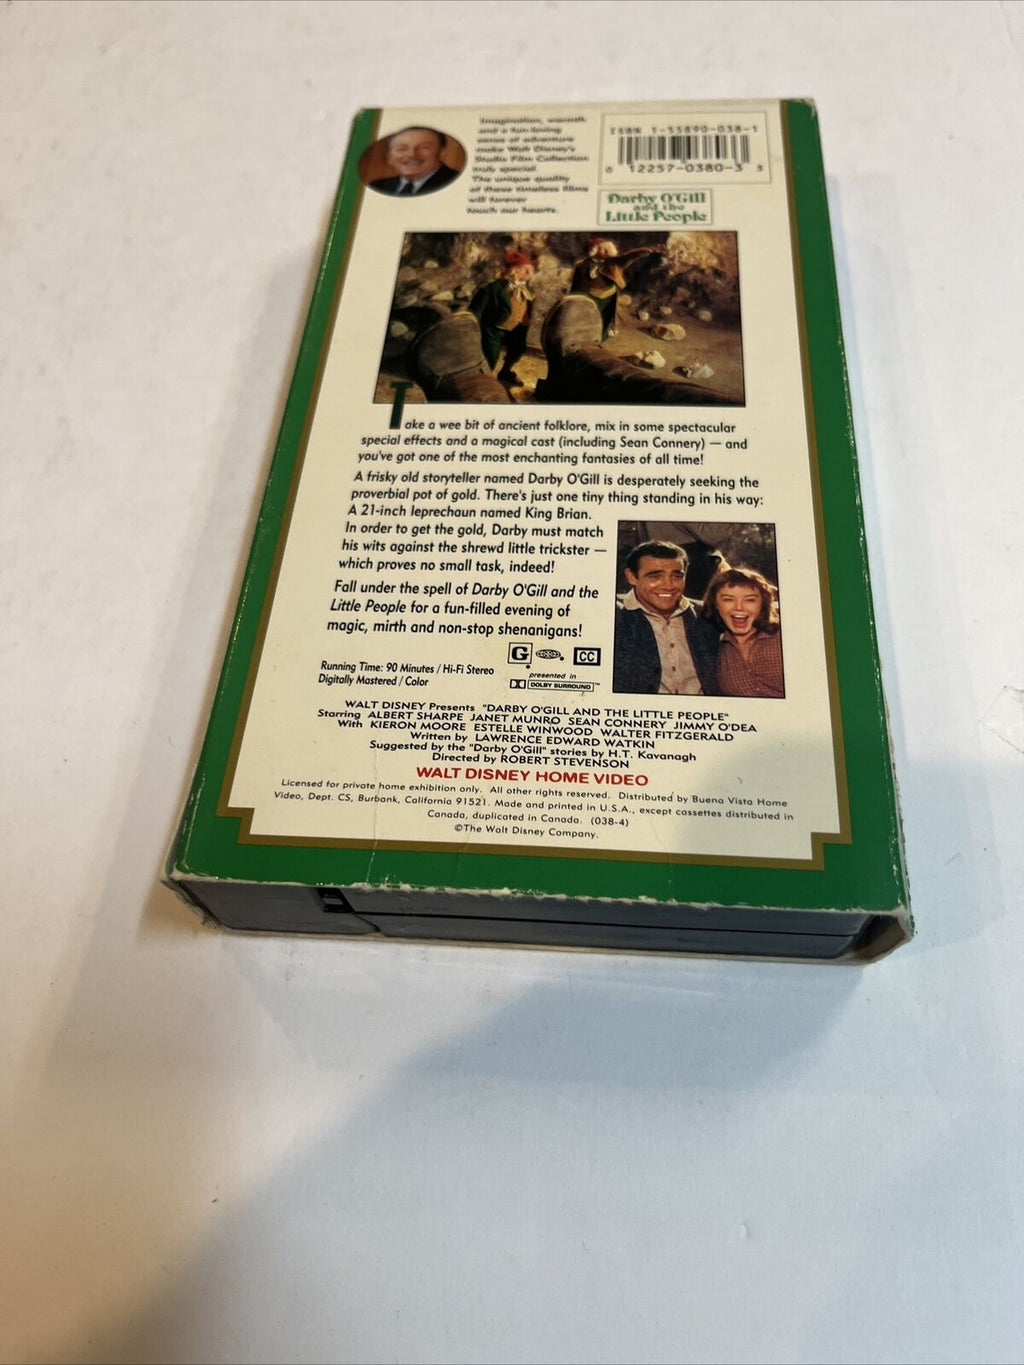 Imagination, warmth
and a fun-loving
sense of adventure
make Walt Disney's
Studio Film Collection
truly special.
The unique quality
of these timeless films
will forever
touch our hearts.
ISBN 1-55890-038-1
0 12257-0380-3 3
Darby O'Gill
and the
Little People
Take a wee bit of ancient folklore, mix in some spectacular
special effects and a magical cast (including Sean Connery) — and
you've got one of the most enchanting fantasies of all time!
A frisky old storyteller named Darby O'Gill is desperately seeking the
proverbial pot of gold. There's just one tiny thing standing in his way:
A 21-inch leprechaun named King Brian.
In order to get the gold, Darby must match
his wits against the shrewd little trickster —
which proves no small task, indeed!
Fall under the spell of Darby O'Gill and the
Little People for a fun-filled evening of
magic, mirth and non-stop shenanigans!
G CC
Running Time: 90 Minutes / Hi-Fi Stereo
Digitally Mastered / Color
presented in
DOLBY SURROUND™
WALT DISNEY Presents "DARBY O'GILL AND THE LITTLE PEOPLE"
Starring ALBERT SHARPE JANET MUNRO SEAN CONNERY JIMMY O'DEA
With KIERON MOORE ESTELLE WINWOOD WALTER FITZGERALD
Written by LAWRENCE EDWARD WATKIN
Suggested by the "Darby O'Gill" stories by H.T. Kavanagh
Directed by ROBERT STEVENSON
WALT DISNEY HOME VIDEO
Licensed for private home exhibition only. All other rights reserved. Distributed by Buena Vista Home
Video, Dept. CS, Burbank, California 91521. Made and printed in U.S.A., except cassettes distributed in
Canada, duplicated in Canada. (038-4)
©The Walt Disney Company.